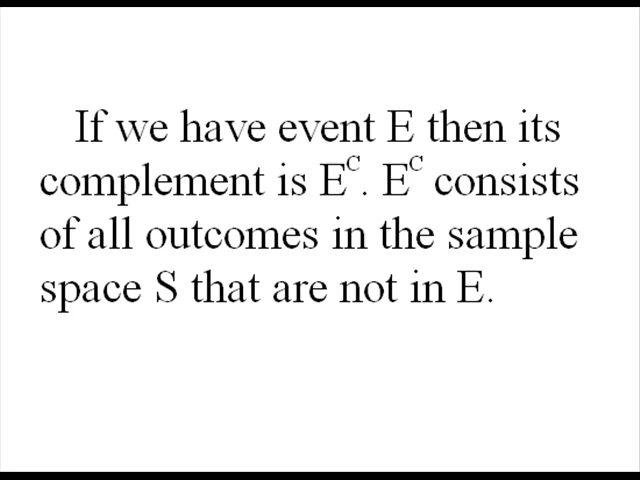 If we have event E then its
complement is Eᶜ. Eᶜ consists
of all outcomes in the sample
space S that are not in E.